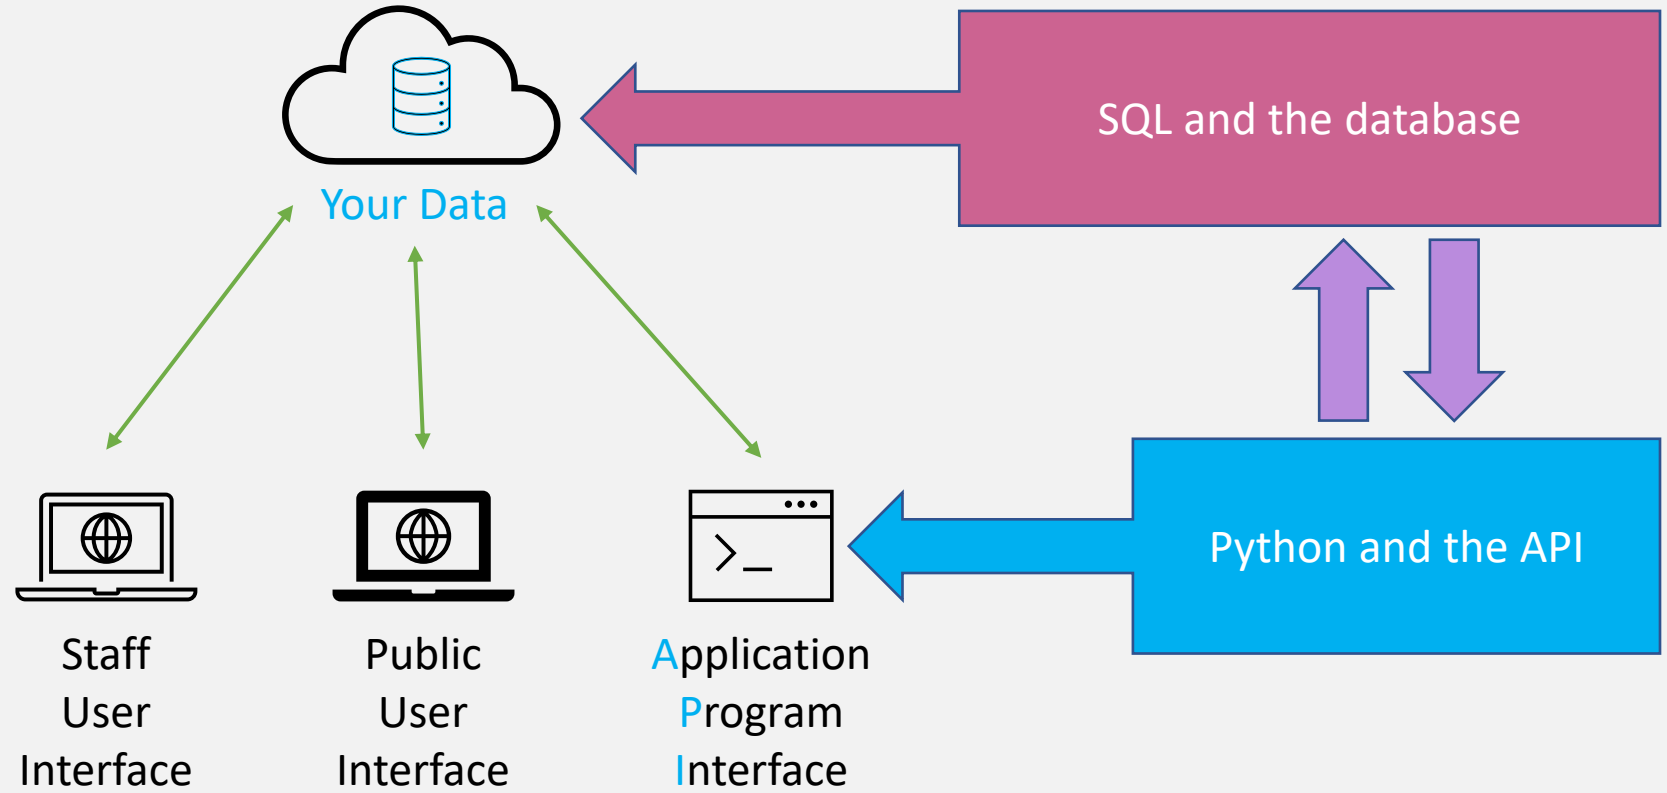 SQL and the database
Your Data
Python and the API
Staff
User
Interface
Public
User
Interface
Application
Program
Interface